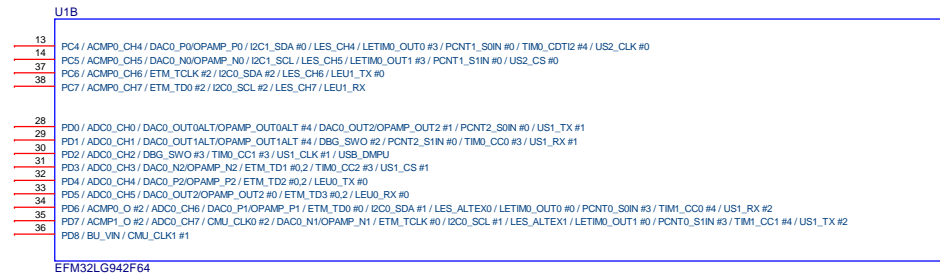 U1B
13 PC4 / ACMP0_CH4 / DAC0_P0/OPAMP_P0 / I2C1_SDA #0 / LES_CH4 / LETIM0_OUT0 #3 / PCNT1_S0IN #0 / TIM0_CDTI2 #4 / US2_CLK #0
14 PC5 / ACMP0_CH5 / DAC0_N0/OPAMP_N0 / I2C1_SCL / LES_CH5 / LETIM0_OUT1 #3 / PCNT1_S1IN #0 / US2_CS #0
37 PC6 / ACMP0_CH6 / ETM_TCLK #2 / I2C0_SDA #2 / LES_CH6 / LEU1_TX #0
38 PC7 / ACMP0_CH7 / ETM_TD0 #2 / I2C0_SCL #2 / LES_CH7 / LEU1_RX
28 PD0 / ADC0_CH0 / DAC0_OUT0ALT/OPAMP_OUT0ALT #4 / DAC0_OUT2/OPAMP_OUT2 #1 / PCNT2_S0IN #0 / US1_TX #1
29 PD1 / ADC0_CH1 / DAC0_OUT1ALT/OPAMP_OUT1ALT #4 / DBG_SWO #2 / PCNT2_S1IN #0 / TIM0_CC0 #3 / US1_RX #1
30 PD2 / ADC0_CH2 / DBG_SWO #3 / TIM0_CC1 #3 / US1_CLK #1 / USB_DMPU
31 PD3 / ADC0_CH3 / DAC0_N2/OPAMP_N2 / ETM_TD1 #0,2 / TIM0_CC2 #3 / US1_CS #1
32 PD4 / ADC0_CH4 / DAC0_P2/OPAMP_P2 / ETM_TD2 #0,2 / LEU0_TX #0
33 PD5 / ADC0_CH5 / DAC0_OUT2/OPAMP_OUT2 #0 / ETM_TD3 #0,2 / LEU0_RX #0
34 PD6 / ACMP0_O #2 / ADC0_CH6 / DAC0_P1/OPAMP_P1 / ETM_TD0 #0 / I2C0_SDA #1 / LES_ALTEX0 / LETIM0_OUT0 #0 / PCNT0_S0IN #3 / TIM1_CC0 #4 / US1_RX #2
35 PD7 / ACMP1_O #2 / ADC0_CH7 / CMU_CLK0 #2 / DAC0_N1/OPAMP_N1 / ETM_TCLK #0 / I2C0_SCL #1 / LES_ALTEX1 / LETIM0_OUT1 #0 / PCNT0_S1IN #3 / TIM1_CC1 #4 / US1_TX #2
36 PD8 / BU_VIN / CMU_CLK1 #1
EFM32LG942F64